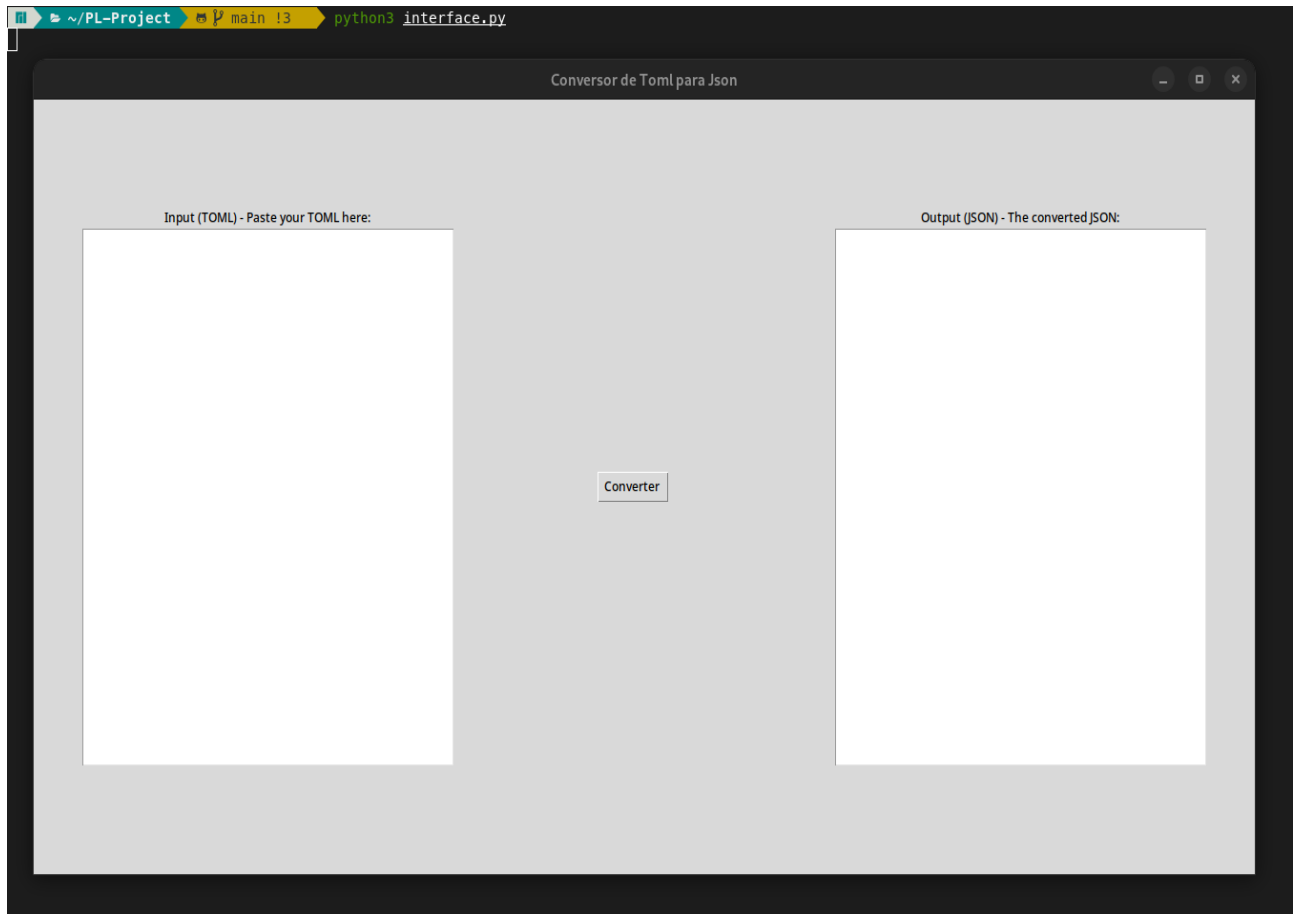 ~/PL-Project main !3 python3 interface.py
Conversor de Toml para Json
Input (TOML) - Paste your TOML here:
Output (JSON) - The converted JSON:
Converter